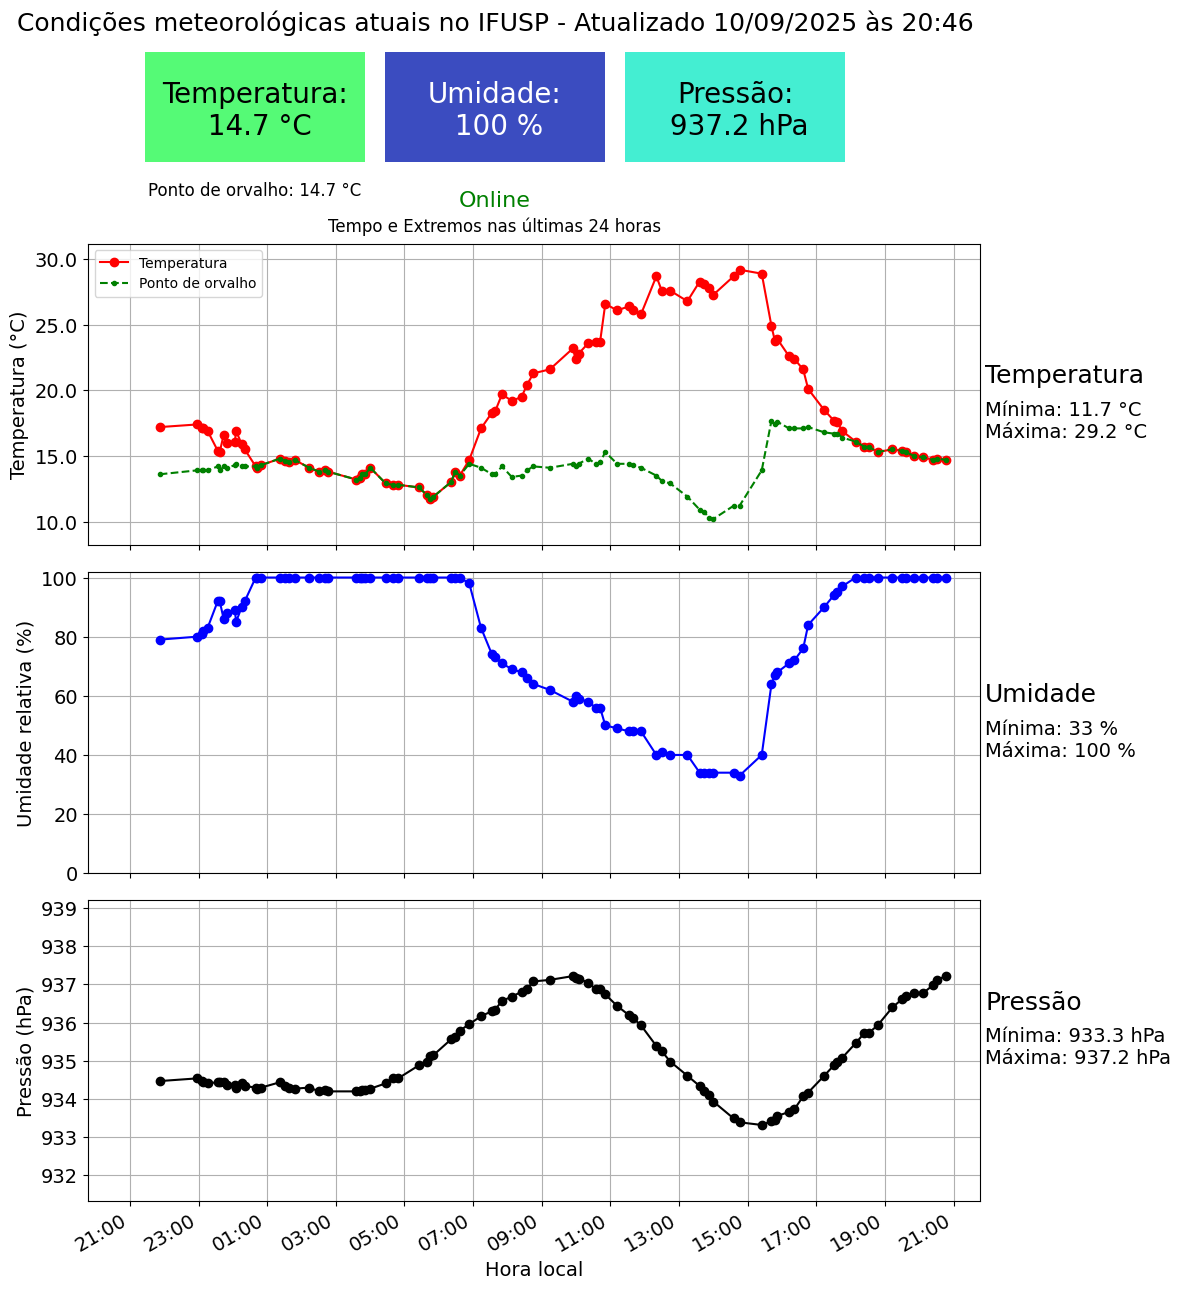 Condições meteorológicas atuais no IFUSP - Atualizado 10/09/2025 às 20:46
Temperatura:
14.7 °C
Umidade:
100 %
Pressão:
937.2 hPa
Ponto de orvalho: 14.7 °C
Online
Tempo e Extremos nas últimas 24 horas
Temperatura
Ponto de orvalho
Temperatura (°C)
30.0
25.0
20.0
15.0
10.0
Temperatura
Mínima: 11.7 °C
Máxima: 29.2 °C
Umidade relativa (%)
100
80
60
40
20
0
Umidade
Mínima: 33 %
Máxima: 100 %
Pressão (hPa)
939
938
937
936
935
934
933
932
Pressão
Mínima: 933.3 hPa
Máxima: 937.2 hPa
21:00
23:00
01:00
03:00
05:00
07:00
09:00
11:00
13:00
15:00
17:00
19:00
21:00
Hora local